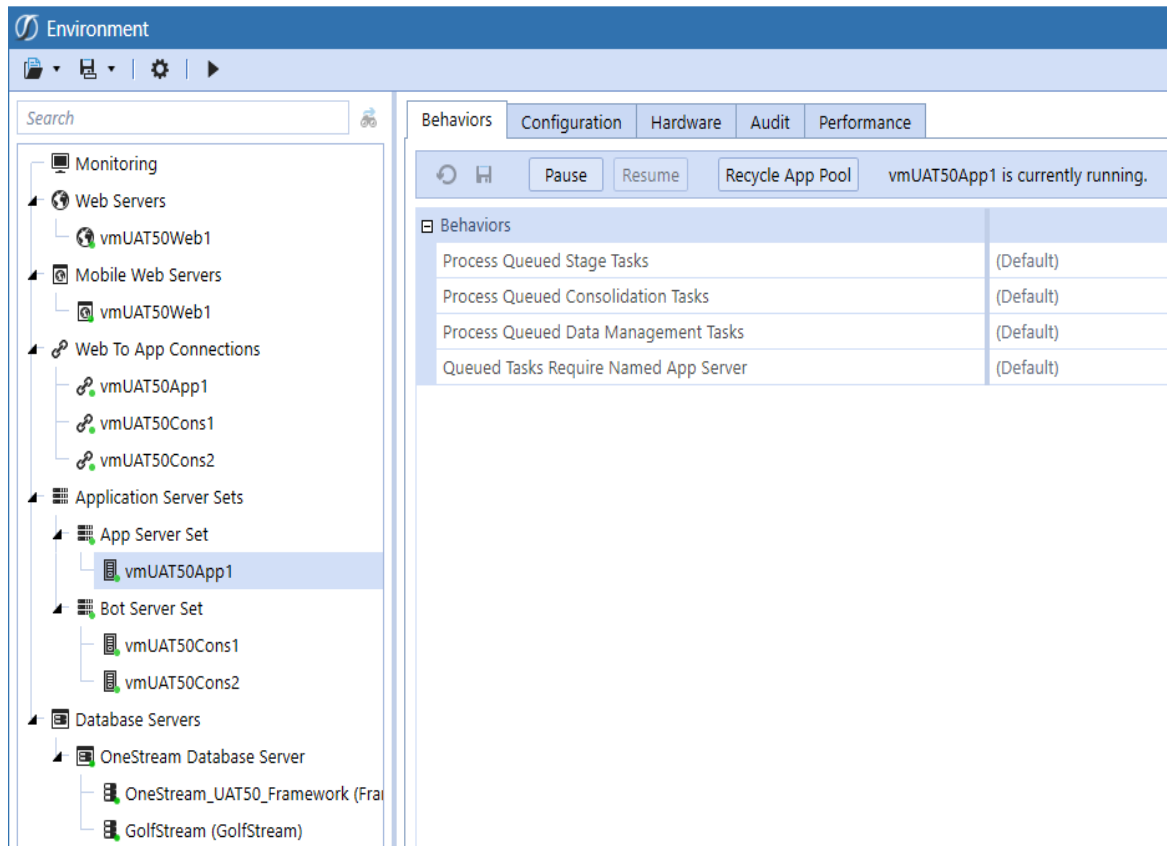 Environment
Search
Monitoring
Web Servers
vmUAT50Web1
Mobile Web Servers
vmUAT50Web1
Web To App Connections
vmUAT50App1
vmUAT50Cons1
vmUAT50Cons2
Application Server Sets
App Server Set
vmUAT50App1
Bot Server Set
vmUAT50Cons1
vmUAT50Cons2
Database Servers
OneStream Database Server
OneStream_UAT50_Framework (Fra
GolfStream (GolfStream)
Behaviors Configuration Hardware Audit Performance
Pause Resume Recycle App Pool vmUAT50App1 is currently running.
Behaviors
Process Queued Stage Tasks (Default)
Process Queued Consolidation Tasks (Default)
Process Queued Data Management Tasks (Default)
Queued Tasks Require Named App Server (Default)